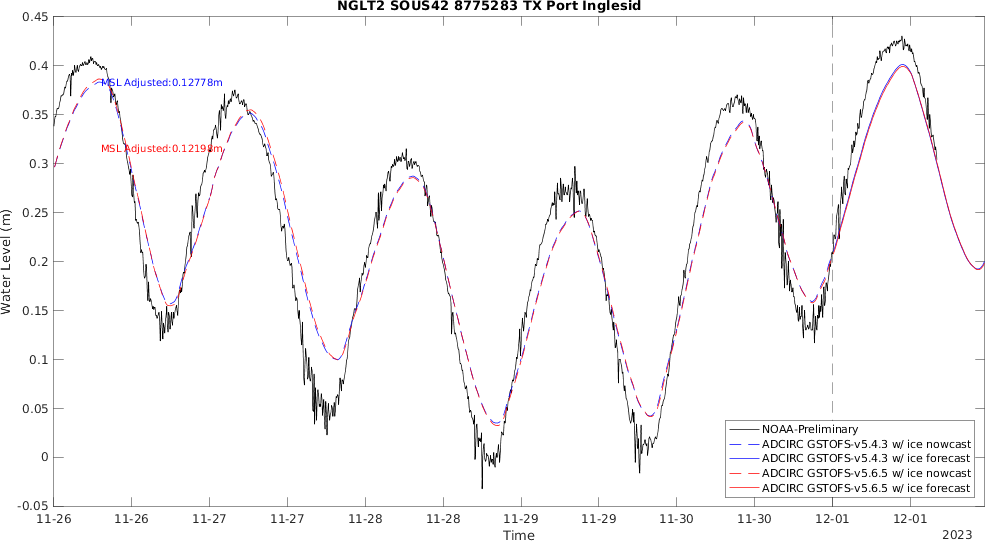 NGLT2 SOUS42 8775283 TX Port Inglesid
0.45
0.4
0.35
0.3
0.25
0.2
0.15
0.1
0.05
0
-0.05
Water Level (m)
MSL Adjusted:0.12778m
MSL Adjusted:0.12198m
NOAA-Preliminary
ADCIRC GSTOFS-v5.4.3 w/ ice nowcast
ADCIRC GSTOFS-v5.4.3 w/ ice forecast
ADCIRC GSTOFS-v5.6.5 w/ ice nowcast
ADCIRC GSTOFS-v5.6.5 w/ ice forecast
11-26 11-26 11-27 11-27 11-28 11-28 11-29 11-29 11-30 11-30 12-01 12-01
Time
2023